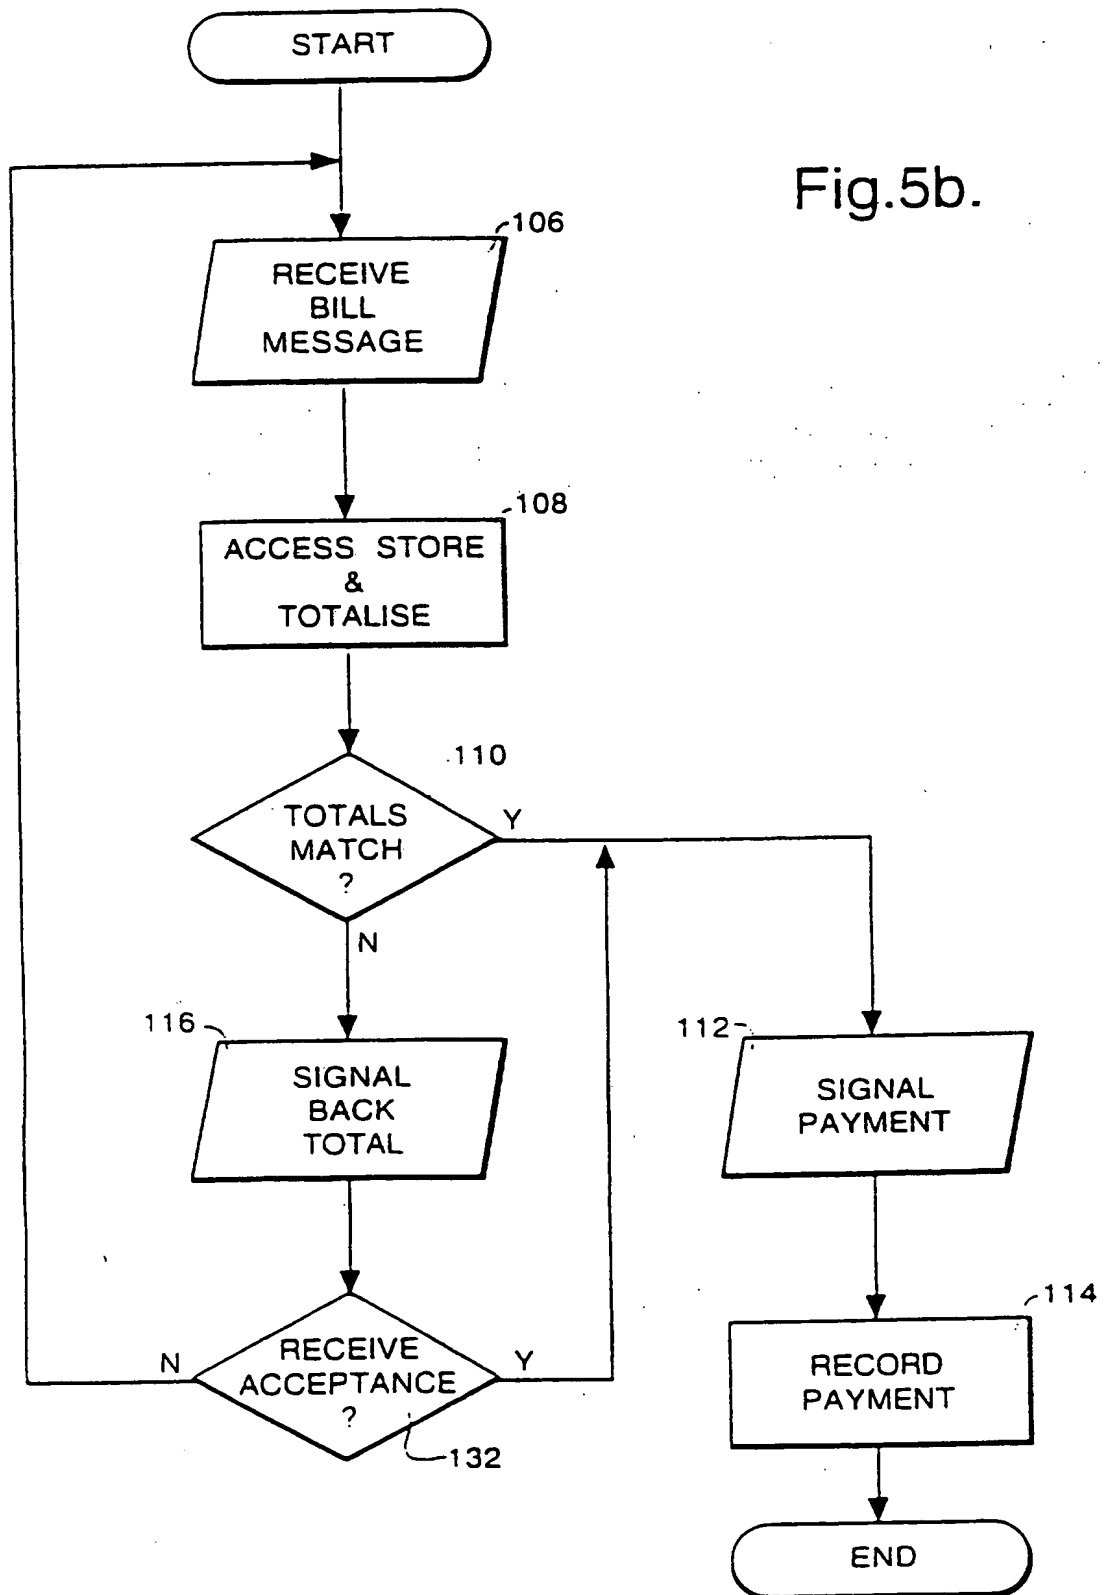 START
Fig.5b.
106
RECEIVE
BILL
MESSAGE
108
ACCESS STORE
&
TOTALISE
110
TOTALS
MATCH
?
Y
N
116
SIGNAL
BACK
TOTAL
112
SIGNAL
PAYMENT
N
RECEIVE
ACCEPTANCE
?
Y
132
114
RECORD
PAYMENT
END